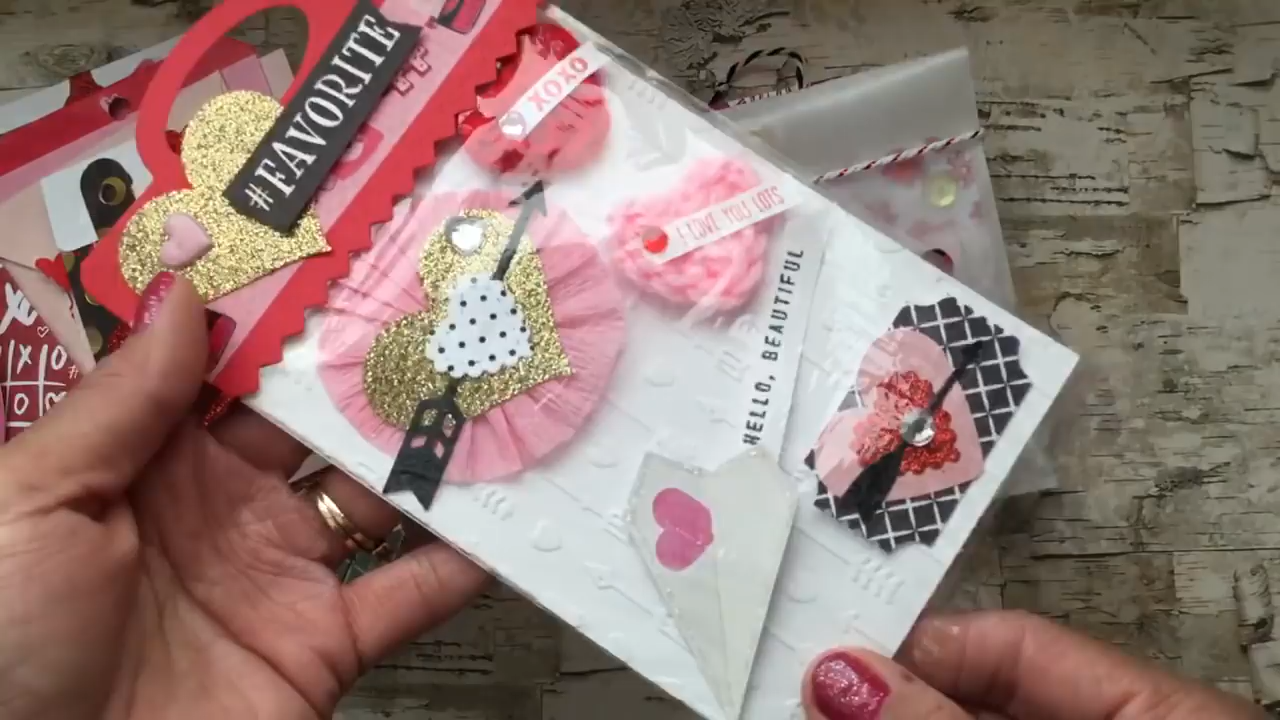 #FAVORITE
XOXO
I LOVE YOU LOTS
HELLO, BEAUTIFUL
X
X O
O